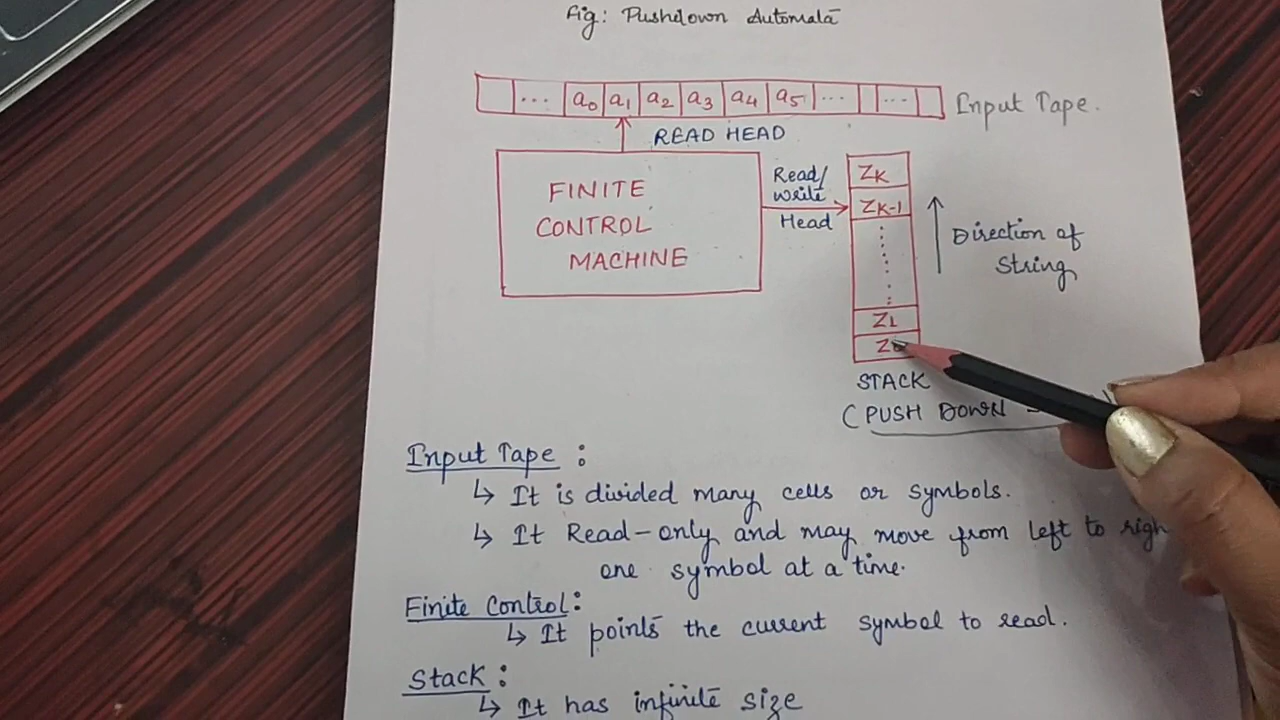 Fig: Pushdown Automata
... a0 a1 a2 a3 a4 a5 ... ...
Input Tape.
READ HEAD
FINITE
CONTROL
MACHINE
Read/
Write
Head
ZK
ZK-1
Z1
Direction of
String
STACK
(PUSH DOWN
Input Tape :
↳ It is divided many cells or symbols.
↳ It Read-only and may move from left to righ
one symbol at a time.
Finite Control:
↳ It points the current symbol to read.
Stack :
↳ It has infinite size